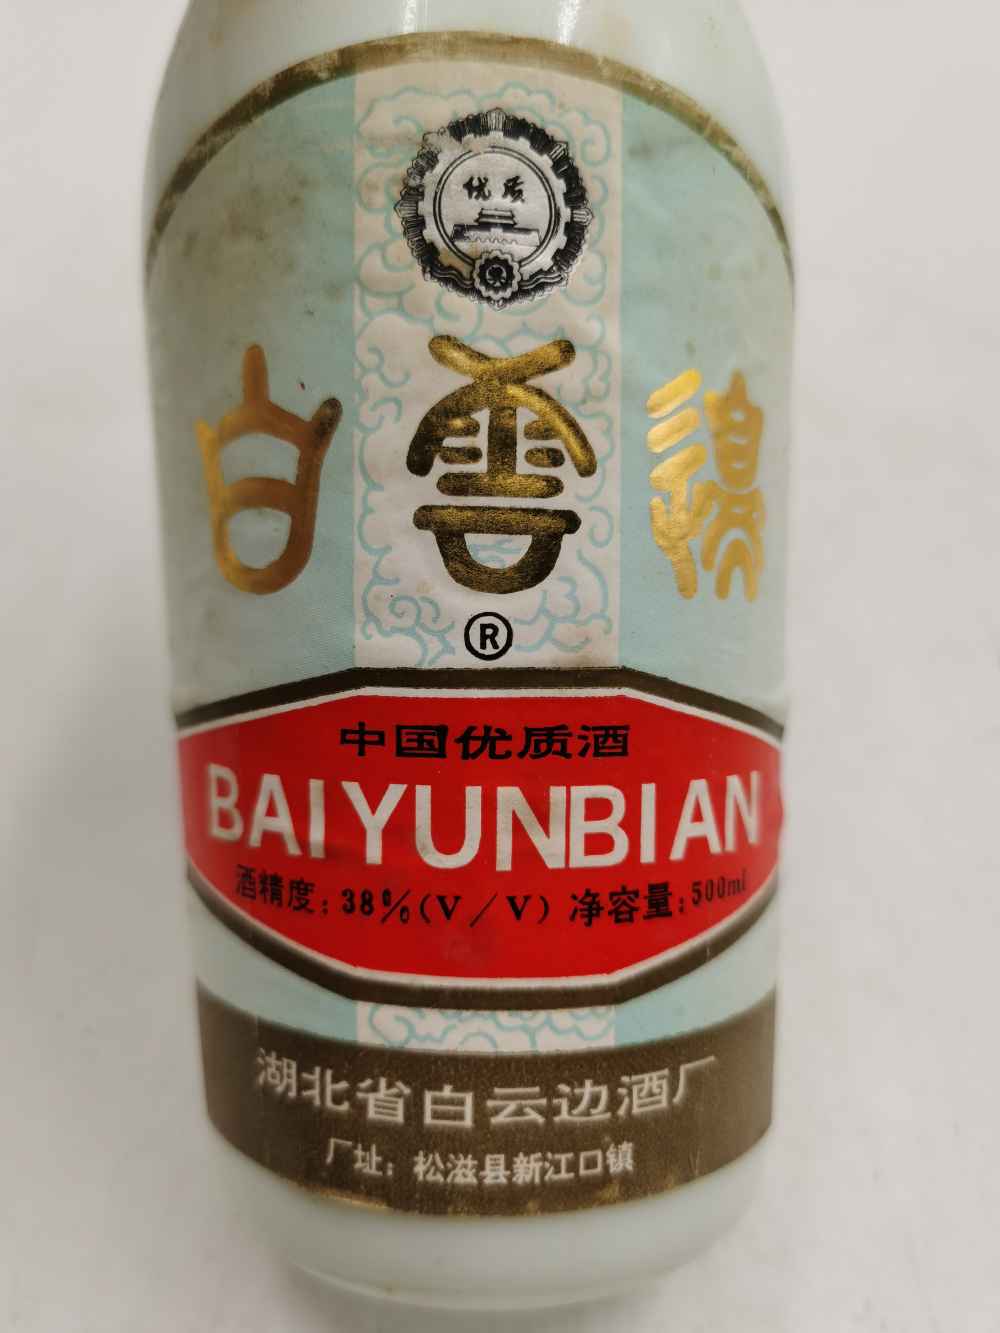 优质
白雲邊
®
中国优质酒
BAIYUNBIAN
酒精度：38%(V／V) 净容量：500ml
湖北省白云边酒厂
厂址：松滋县新江口镇